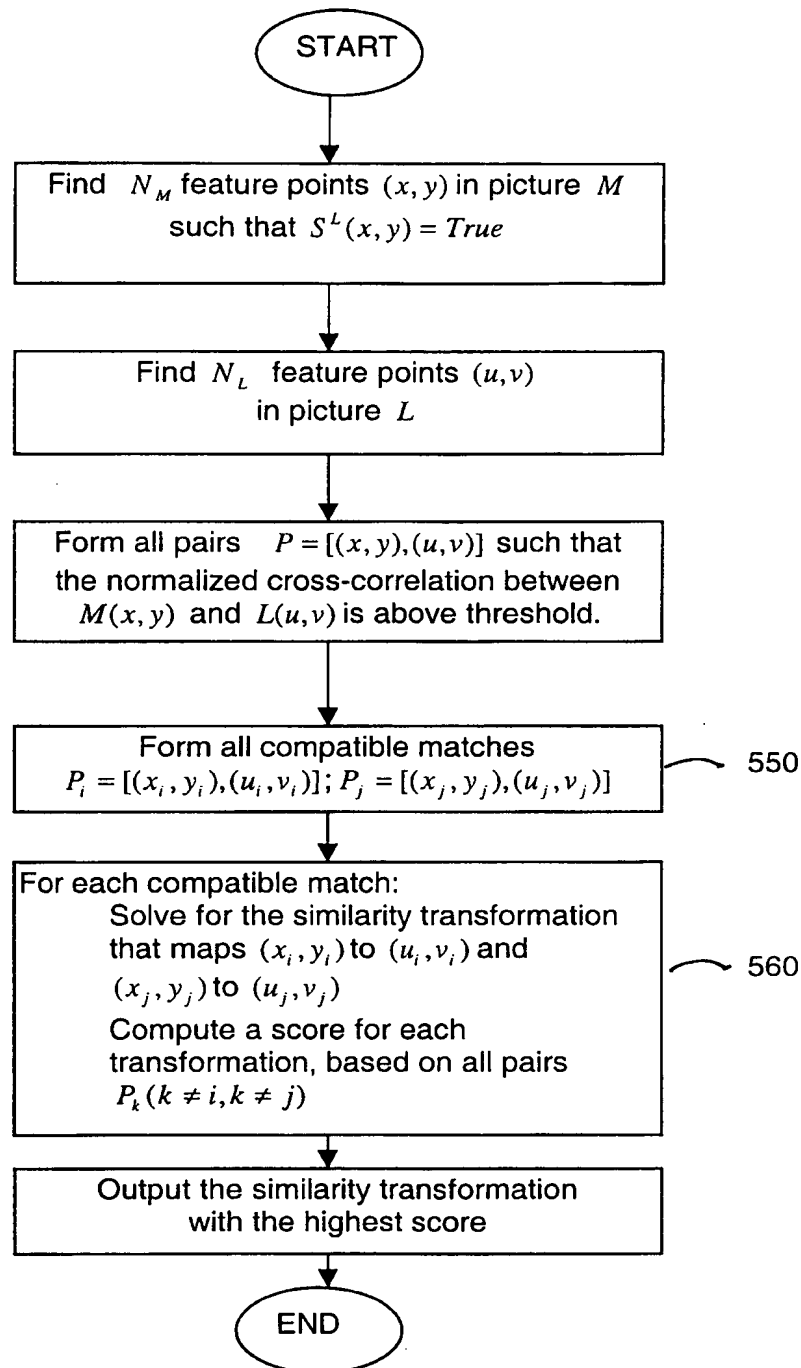 START
Find N_M feature points (x, y) in picture M
such that S^L(x, y) = True
Find N_L feature points (u, v)
in picture L
Form all pairs P = [(x, y),(u, v)] such that
the normalized cross-correlation between
M(x, y) and L(u, v) is above threshold.
Form all compatible matches
P_i = [(x_i, y_i),(u_i, v_i)]; P_j = [(x_j, y_j),(u_j, v_j)]
550
For each compatible match:
Solve for the similarity transformation
that maps (x_i, y_i) to (u_i, v_i) and
(x_j, y_j) to (u_j, v_j)
560
Compute a score for each
transformation, based on all pairs
P_k (k ≠ i, k ≠ j)
Output the similarity transformation
with the highest score
END